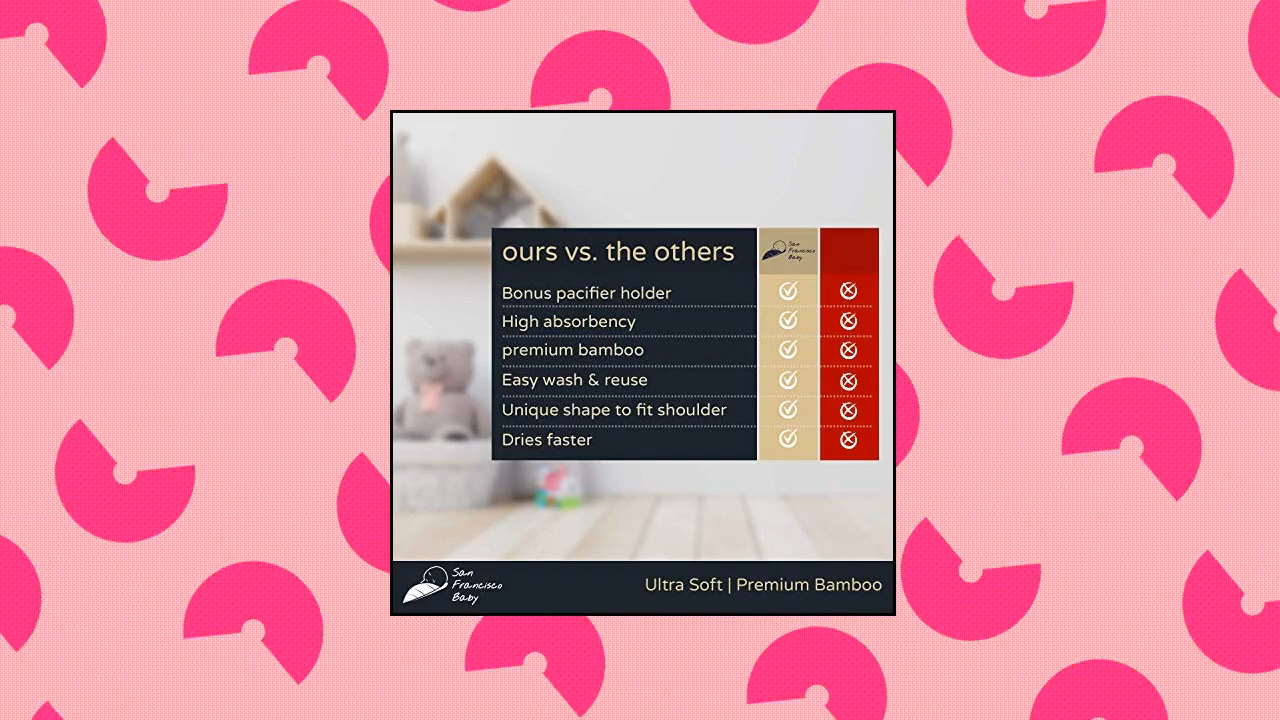 ours vs. the others
San
Francisco
Baby
Bonus pacifier holder
High absorbency
premium bamboo
Easy wash & reuse
Unique shape to fit shoulder
Dries faster
San
Francisco
Baby
Ultra Soft | Premium Bamboo